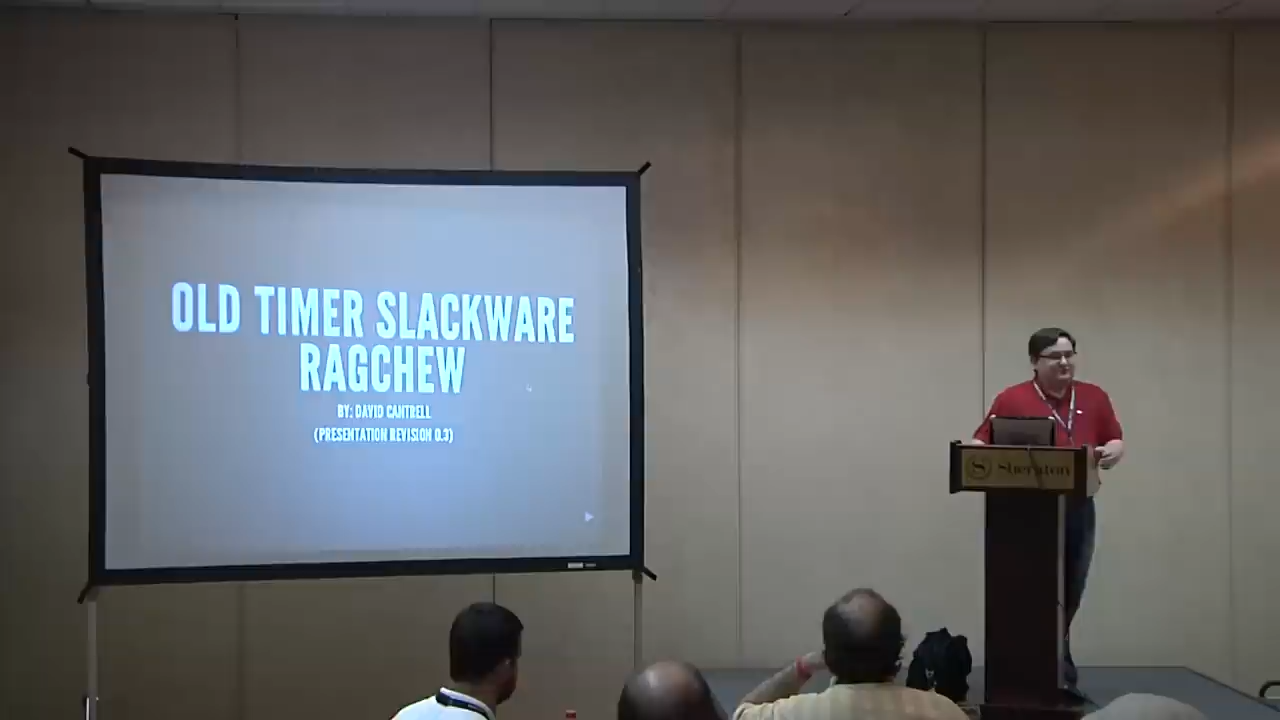 OLD TIMER SLACKWARE
RAGCHEW
BY: DAVID CANTRELL
(PRESENTATION REVISION 0.3)
Sheraton